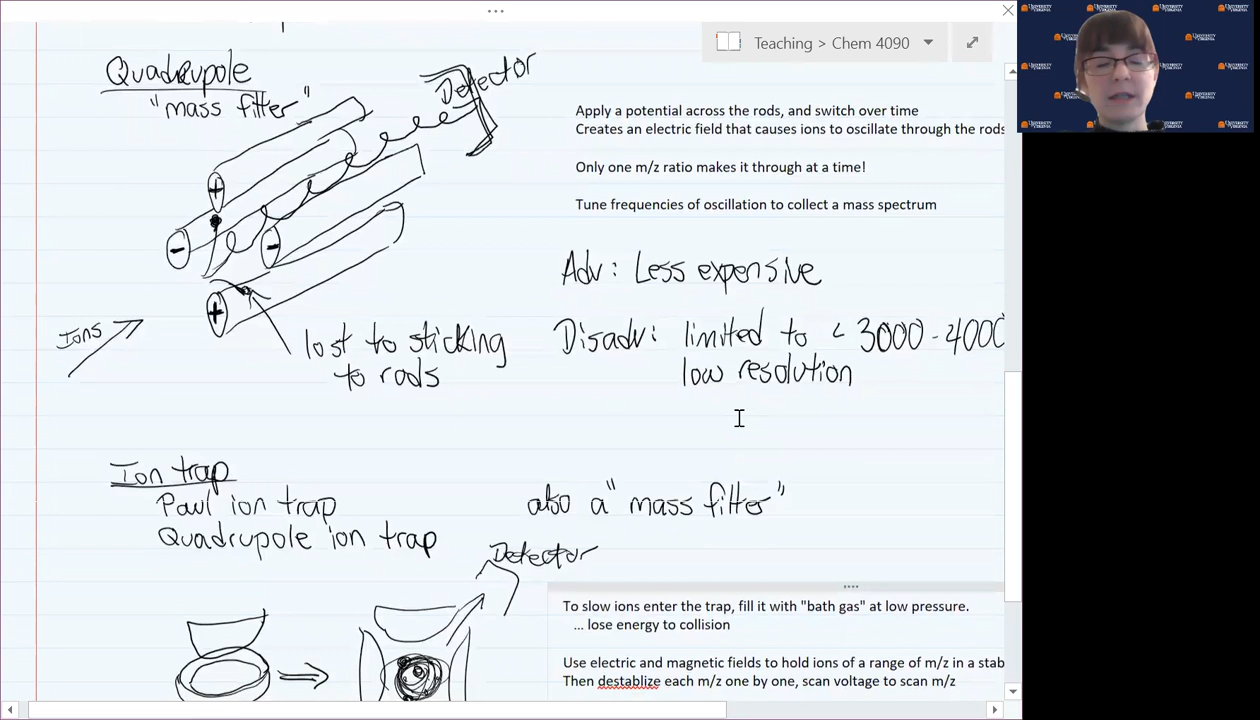 Teaching > Chem 4090
Quadrupole
"mass filter"
Detector
+
-
-
+
Ions
lost to sticking
to rods
Apply a potential across the rods, and switch over time
Creates an electric field that causes ions to oscillate through the rods
Only one m/z ratio makes it through at a time!
Tune frequencies of oscillation to collect a mass spectrum
Adv: Less expensive
Disadv: limited to < 3000-4000
low resolution
Ion trap
Paul ion trap
Quadrupole ion trap
also a "mass filter"
Detector
To slow ions enter the trap, fill it with "bath gas" at low pressure.
... lose energy to collision
Use electric and magnetic fields to hold ions of a range of m/z in a stab
Then destablize each m/z one by one, scan voltage to scan m/z